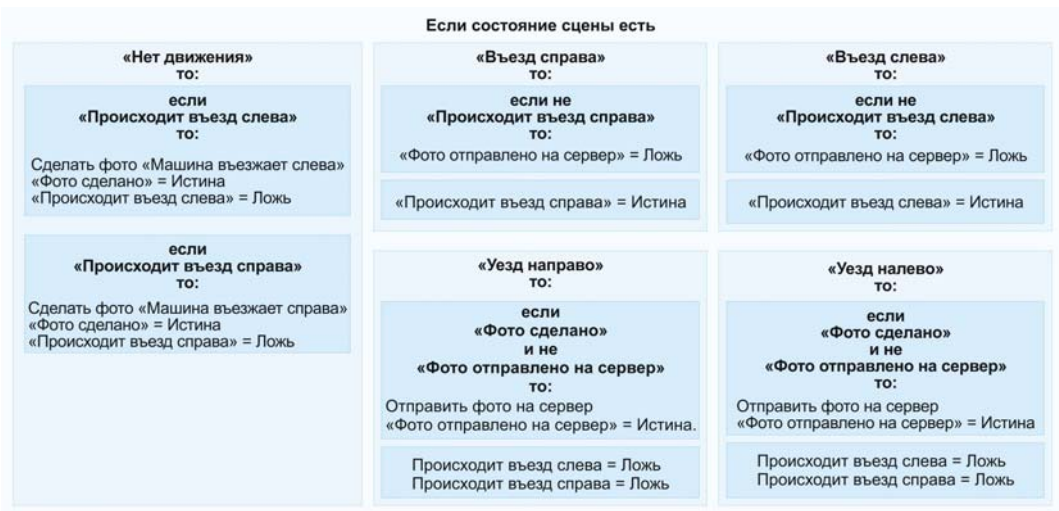 Если состояние сцены есть
«Нет движения»
то:
если
«Происходит въезд слева»
то:
Сделать фото «Машина въезжает слева»
«Фото сделано» = Истина
«Происходит въезд слева» = Ложь
если
«Происходит въезд справа»
то:
Сделать фото «Машина въезжает справа»
«Фото сделано» = Истина
«Происходит въезд справа» = Ложь
«Въезд справа»
то:
если не
«Происходит въезд справа»
то:
«Фото отправлено на сервер» = Ложь
«Происходит въезд справа» = Истина
«Въезд слева»
то:
если не
«Происходит въезд слева»
то:
«Фото отправлено на сервер» = Ложь
«Происходит въезд слева» = Истина
«Уезд направо»
то:
если
«Фото сделано»
и не
«Фото отправлено на сервер»
то:
Отправить фото на сервер
«Фото отправлено на сервер» = Истина.
Происходит въезд слева = Ложь
Происходит въезд справа = Ложь
«Уезд налево»
то:
если
«Фото сделано»
и не
«Фото отправлено на сервер»
то:
Отправить фото на сервер
«Фото отправлено на сервер» = Истина
Происходит въезд слева = Ложь
Происходит въезд справа = Ложь